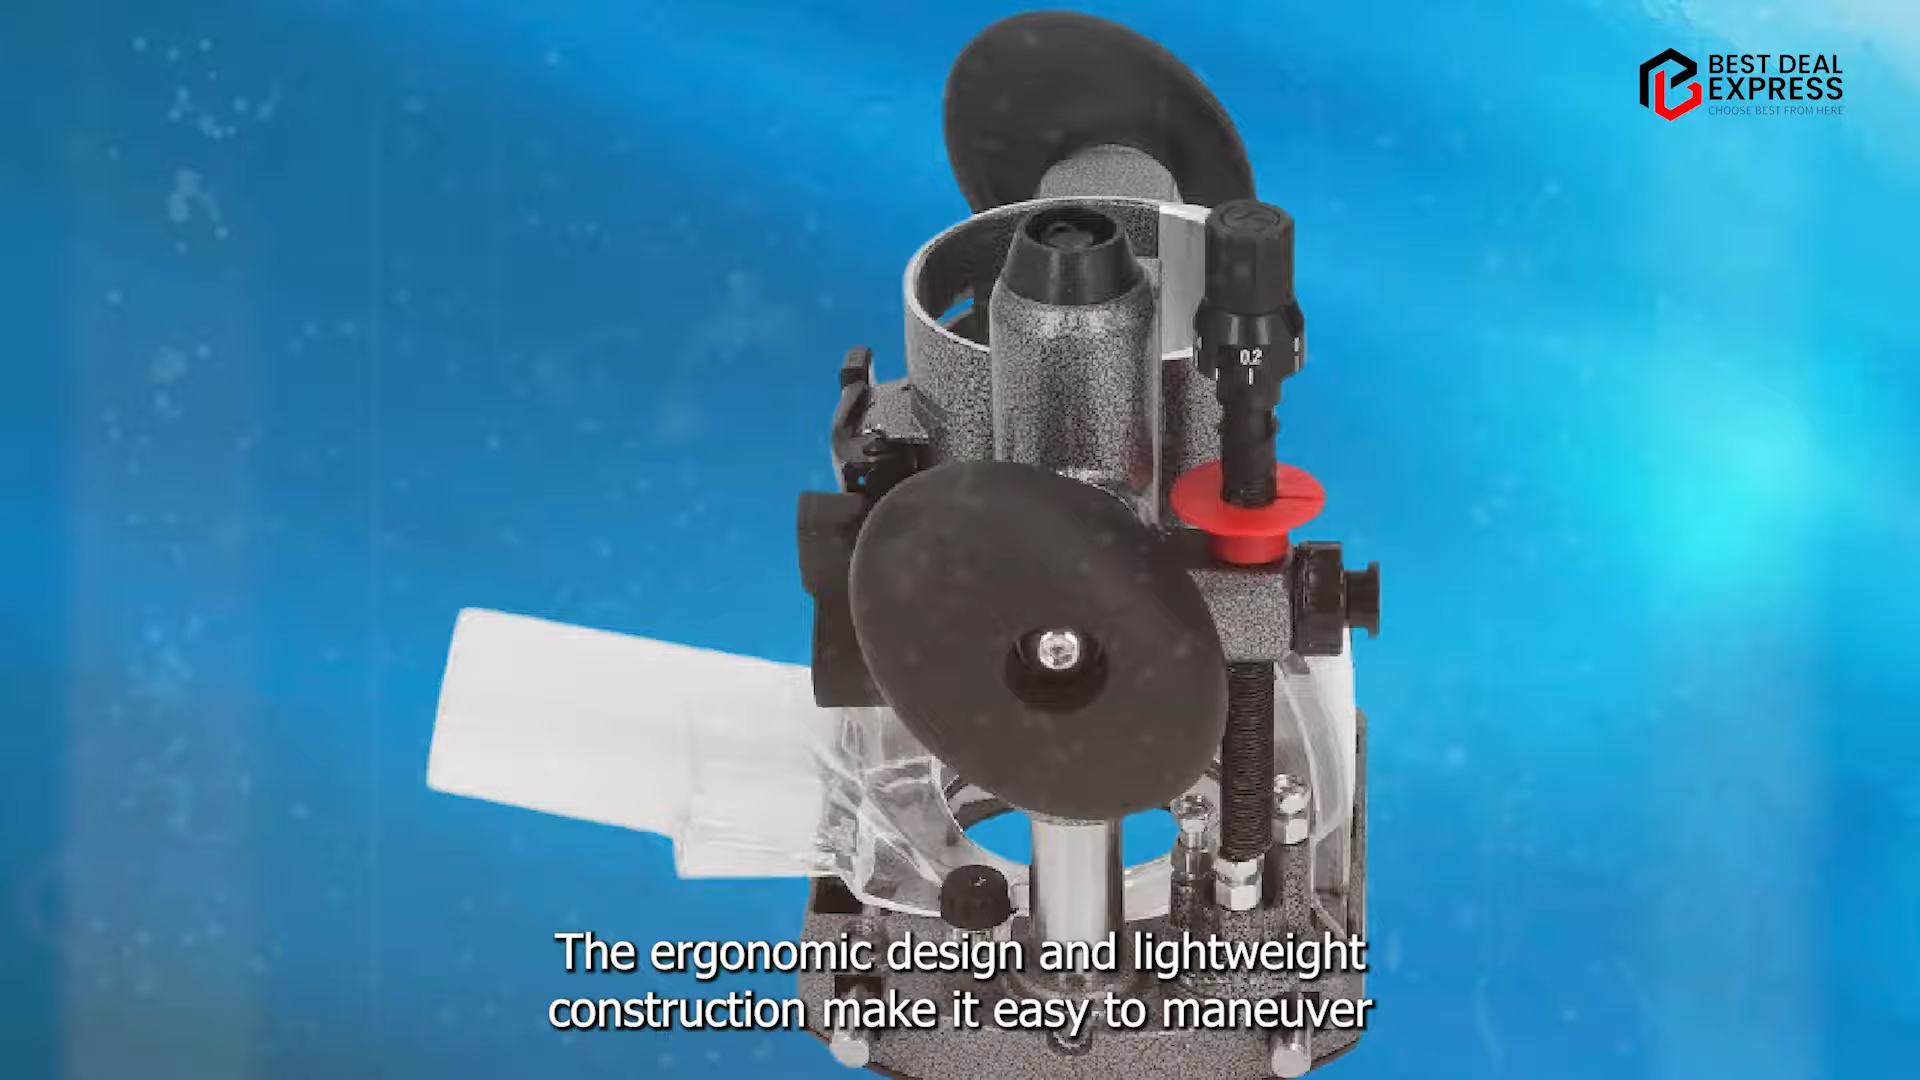 BEST DEAL
EXPRESS
CHOOSE BEST FROM HERE
0.2
The ergonomic design and lightweight
construction make it easy to maneuver